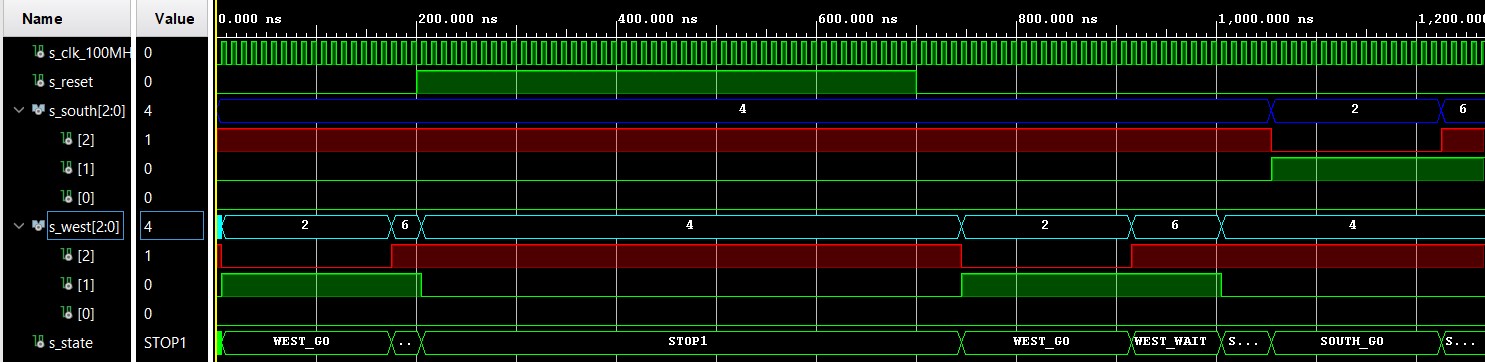 Name Value 0.000 ns 200.000 ns 400.000 ns 600.000 ns 800.000 ns 1,000.000 ns 1,200.00
s_clk_100MH 0
s_reset 0
s_south[2:0] 4 4 2 6
[2] 1
[1] 0
[0] 0
s_west[2:0] 4 2 6 4 2 6 4
[2] 1
[1] 0
[0] 0
s_state STOP1 WEST_GO .. STOP1 WEST_GO WEST_WAIT S... SOUTH_GO S...